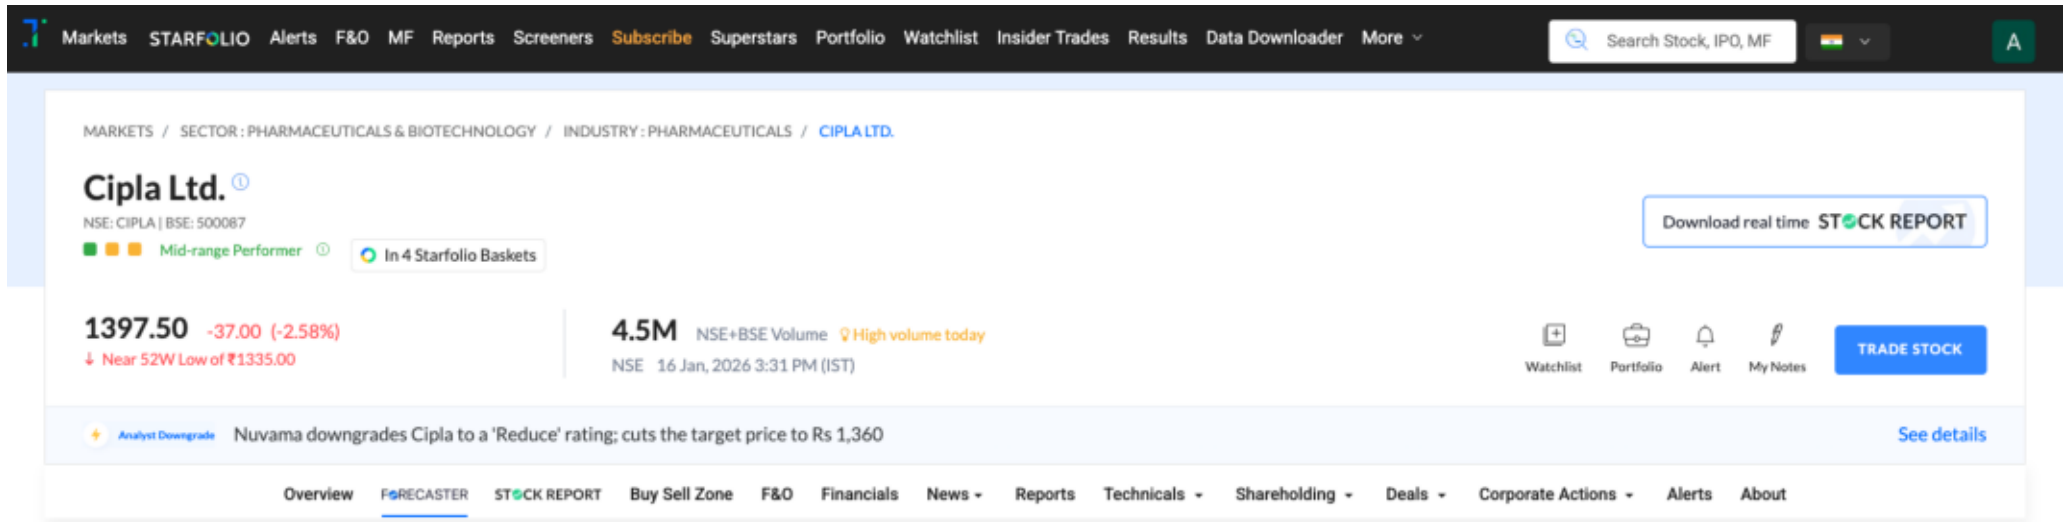 Markets STARFOLIO Alerts F&O MF Reports Screeners Subscribe Superstars Portfolio Watchlist Insider Trades Results Data Downloader More Search Stock, IPO, MF A
MARKETS / SECTOR : PHARMACEUTICALS & BIOTECHNOLOGY / INDUSTRY : PHARMACEUTICALS / CIPLA LTD.
Cipla Ltd.
NSE: CIPLA | BSE: 500087
Mid-range Performer In 4 Starfolio Baskets
Download real time STOCK REPORT
1397.50 -37.00 (-2.58%)
↓ Near 52W Low of ₹1335.00
4.5M NSE+BSE Volume High volume today
NSE 16 Jan, 2026 3:31 PM (IST)
Watchlist Portfolio Alert My Notes TRADE STOCK
Analyst Downgrade Nuvama downgrades Cipla to a 'Reduce' rating; cuts the target price to Rs 1,360 See details
Overview FORECASTER STOCK REPORT Buy Sell Zone F&O Financials News Reports Technicals Shareholding Deals Corporate Actions Alerts About